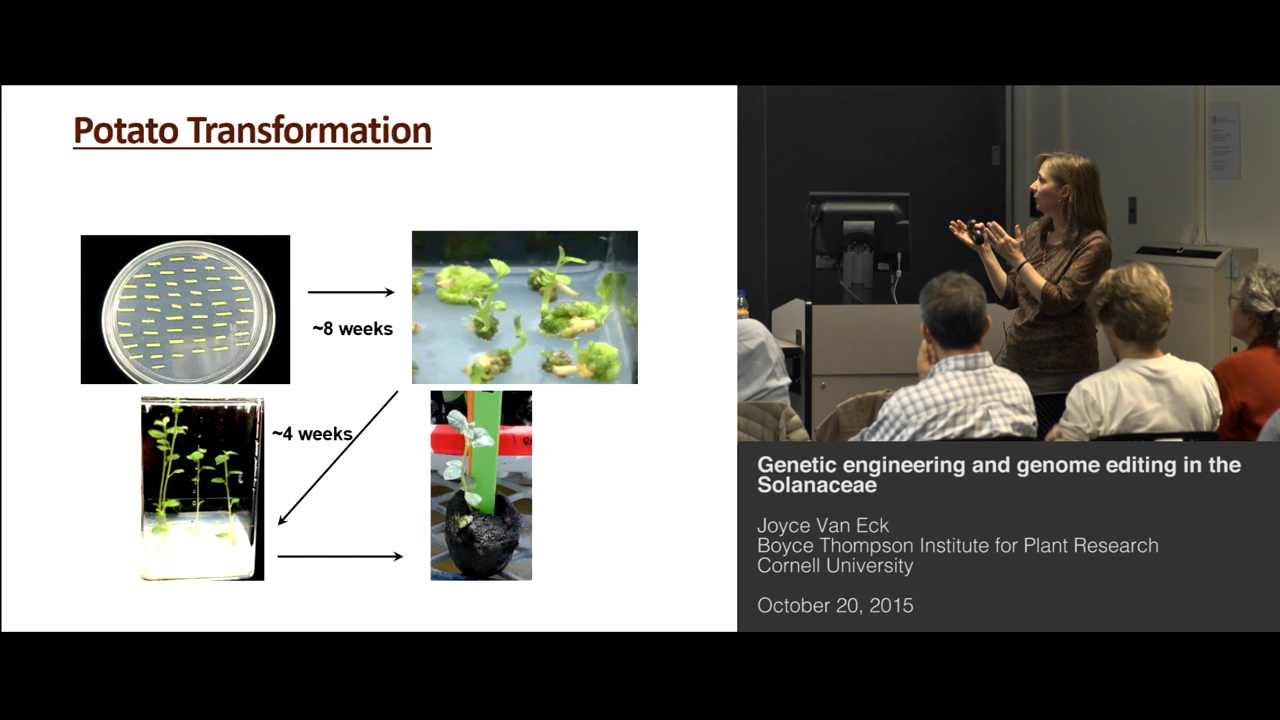 Potato Transformation
~8 weeks
~4 weeks
Genetic engineering and genome editing in the
Solanaceae
Joyce Van Eck
Boyce Thompson Institute for Plant Research
Cornell University
October 20, 2015